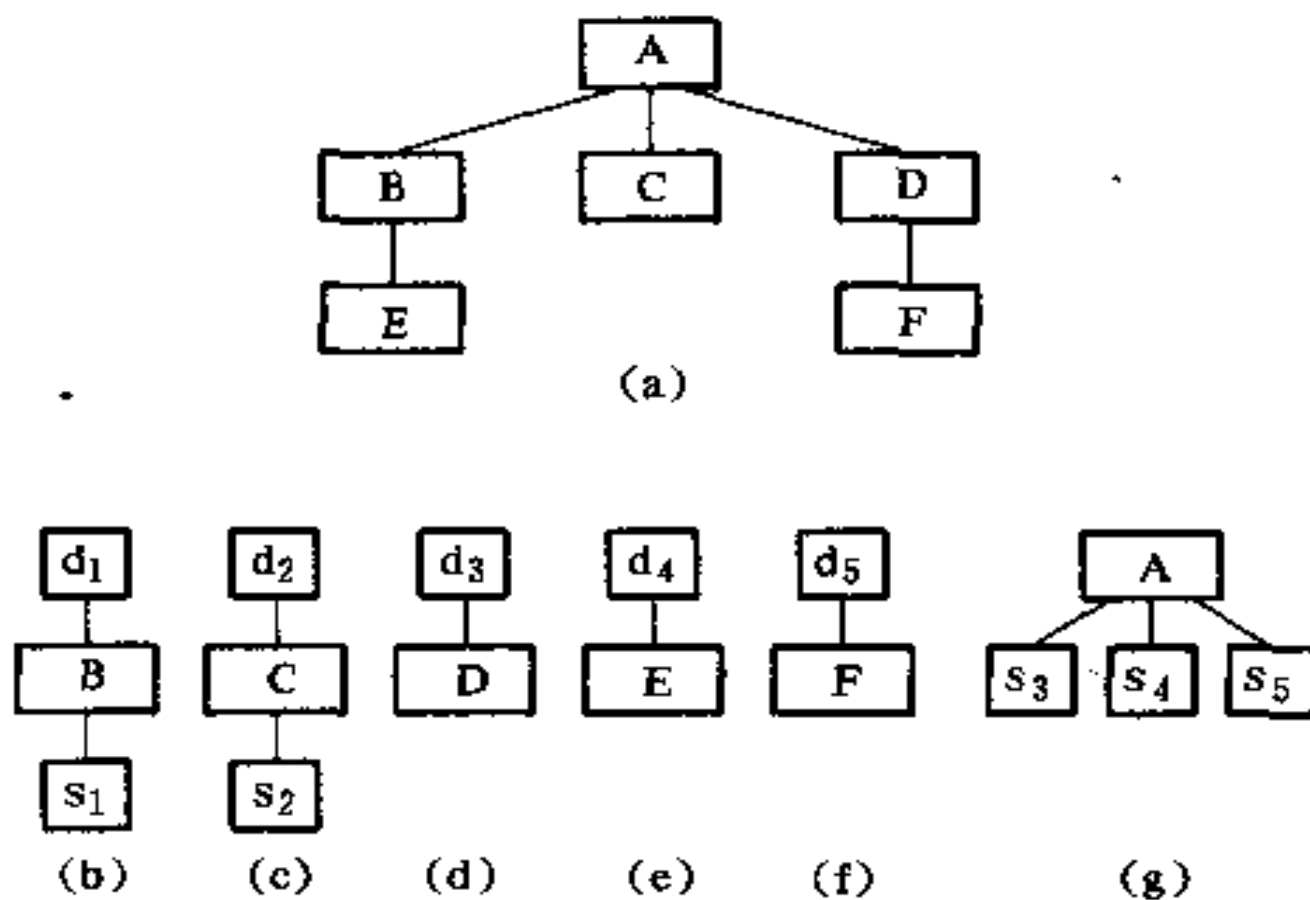 A
B C D
E F
(a)
d₁ d₂ d₃ d₄ d₅ A
B C D E F s₃ s₄ s₅
s₁ s₂
(b) (c) (d) (e) (f) (g)